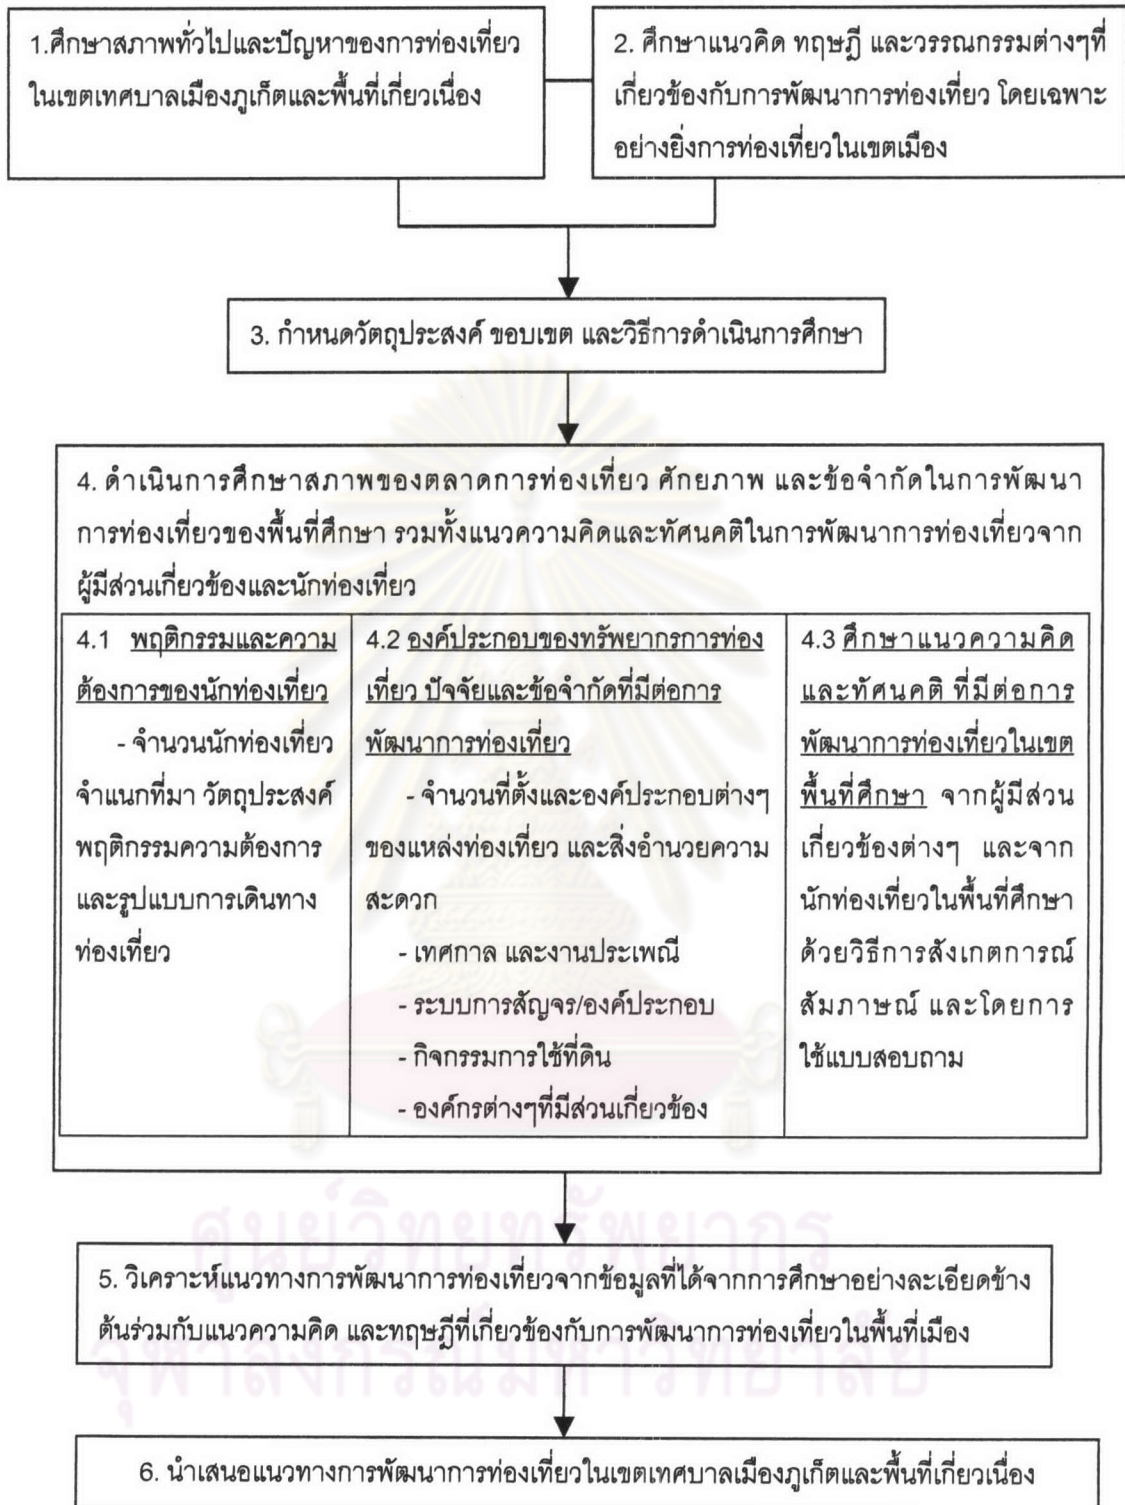 1.ศึกษาสภาพทั่วไปและปัญหาของการท่องเที่ยว
ในเขตเทศบาลเมืองภูเก็ตและพื้นที่เกี่ยวเนื่อง
2. ศึกษาแนวคิด ทฤษฎี และวรรณกรรมต่างๆที่
เกี่ยวข้องกับการพัฒนาการท่องเที่ยว โดยเฉพาะ
อย่างยิ่งการท่องเที่ยวในเขตเมือง
3. กำหนดวัตถุประสงค์ ขอบเขต และวิธีการดำเนินการศึกษา
4. ดำเนินการศึกษาสภาพของตลาดการท่องเที่ยว ศักยภาพ และข้อจำกัดในการพัฒนา
การท่องเที่ยวของพื้นที่ศึกษา รวมทั้งแนวความคิดและทัศนคติในการพัฒนาการท่องเที่ยวจาก
ผู้มีส่วนเกี่ยวข้องและนักท่องเที่ยว
4.1 พฤติกรรมและความ
ต้องการของนักท่องเที่ยว
- จำนวนนักท่องเที่ยว
จำแนกที่มา วัตถุประสงค์
พฤติกรรมความต้องการ
และรูปแบบการเดินทาง
ท่องเที่ยว
4.2 องค์ประกอบของทรัพยากรการท่อง
เที่ยว ปัจจัยและข้อจำกัดที่มีต่อการ
พัฒนาการท่องเที่ยว
- จำนวนที่ตั้งและองค์ประกอบต่างๆ
ของแหล่งท่องเที่ยว และสิ่งอำนวยความ
สะดวก
- เทศกาล และงานประเพณี
- ระบบการสัญจร/องค์ประกอบ
- กิจกรรมการใช้ที่ดิน
- องค์กรต่างๆที่มีส่วนเกี่ยวข้อง
4.3 ศึกษาแนวความคิด
และทัศนคติ ที่มีต่อการ
พัฒนาการท่องเที่ยวในเขต
พื้นที่ศึกษา จากผู้มีส่วน
เกี่ยวข้องต่างๆ และจาก
นักท่องเที่ยวในพื้นที่ศึกษา
ด้วยวิธีการสังเกตการณ์
สัมภาษณ์ และโดยการ
ใช้แบบสอบถาม
ศูนย์วิทยทรัพยากร
5. วิเคราะห์แนวทางการพัฒนาการท่องเที่ยวจากข้อมูลที่ได้จากการศึกษาอย่างละเอียดข้าง
ต้นร่วมกับแนวความคิด และทฤษฎีที่เกี่ยวข้องกับการพัฒนาการท่องเที่ยวในพื้นที่เมือง
จุฬาลงกรณ์มหาวิทยาลัย
6. นำเสนอแนวทางการพัฒนาการท่องเที่ยวในเขตเทศบาลเมืองภูเก็ตและพื้นที่เกี่ยวเนื่อง